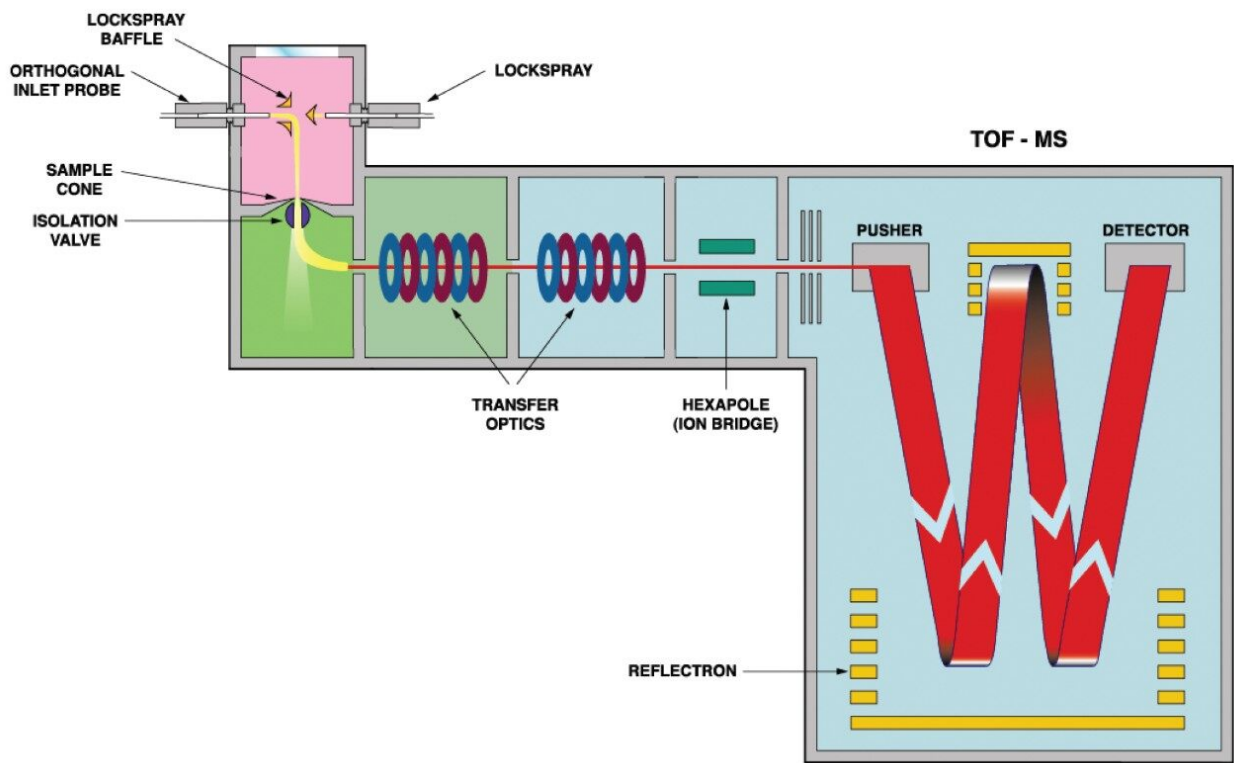 LOCKSPRAY
BAFFLE
ORTHOGONAL
INLET PROBE
LOCKSPRAY
TOF - MS
SAMPLE
CONE
ISOLATION
VALVE
PUSHER
DETECTOR
TRANSFER
OPTICS
HEXAPOLE
(ION BRIDGE)
REFLECTRON